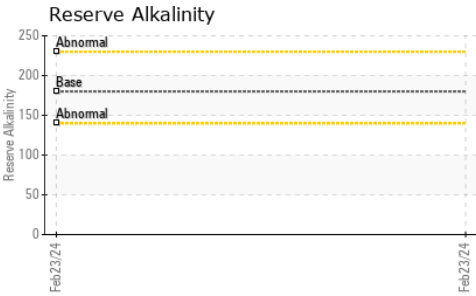 Reserve Alkalinity
250
Abnormal
200
Base
150
Abnormal
100
50
0
Reserve Alkalinity
Feb23/24
Feb23/24